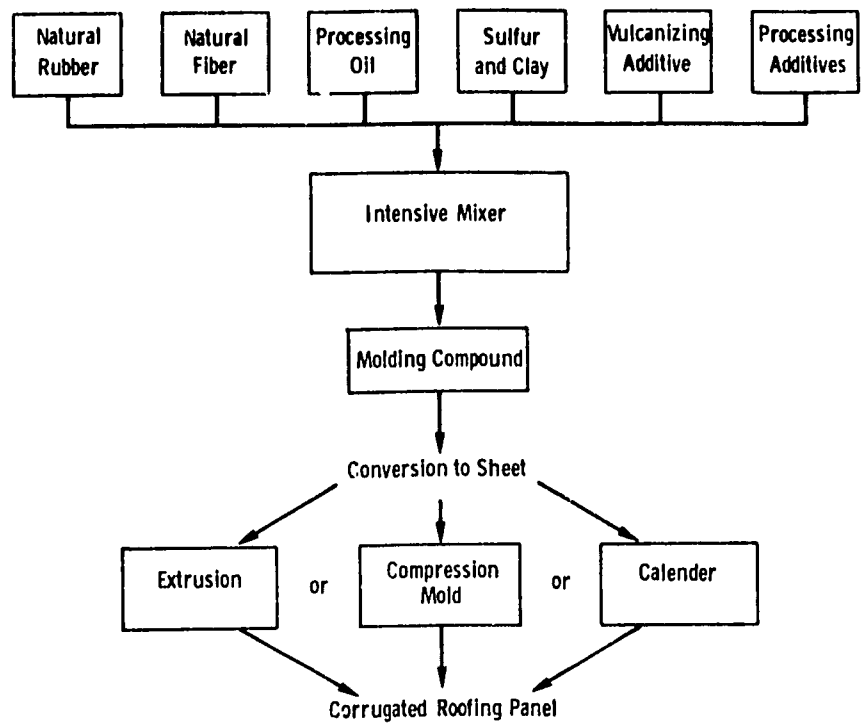 Natural
Rubber
Natural
Fiber
Processing
Oil
Sulfur
and Clay
Vulcanizing
Additive
Processing
Additives
Intensive Mixer
Molding Compound
Conversion to Sheet
Extrusion
or
Compression
Mold
or
Calender
Corrugated Roofing Panel